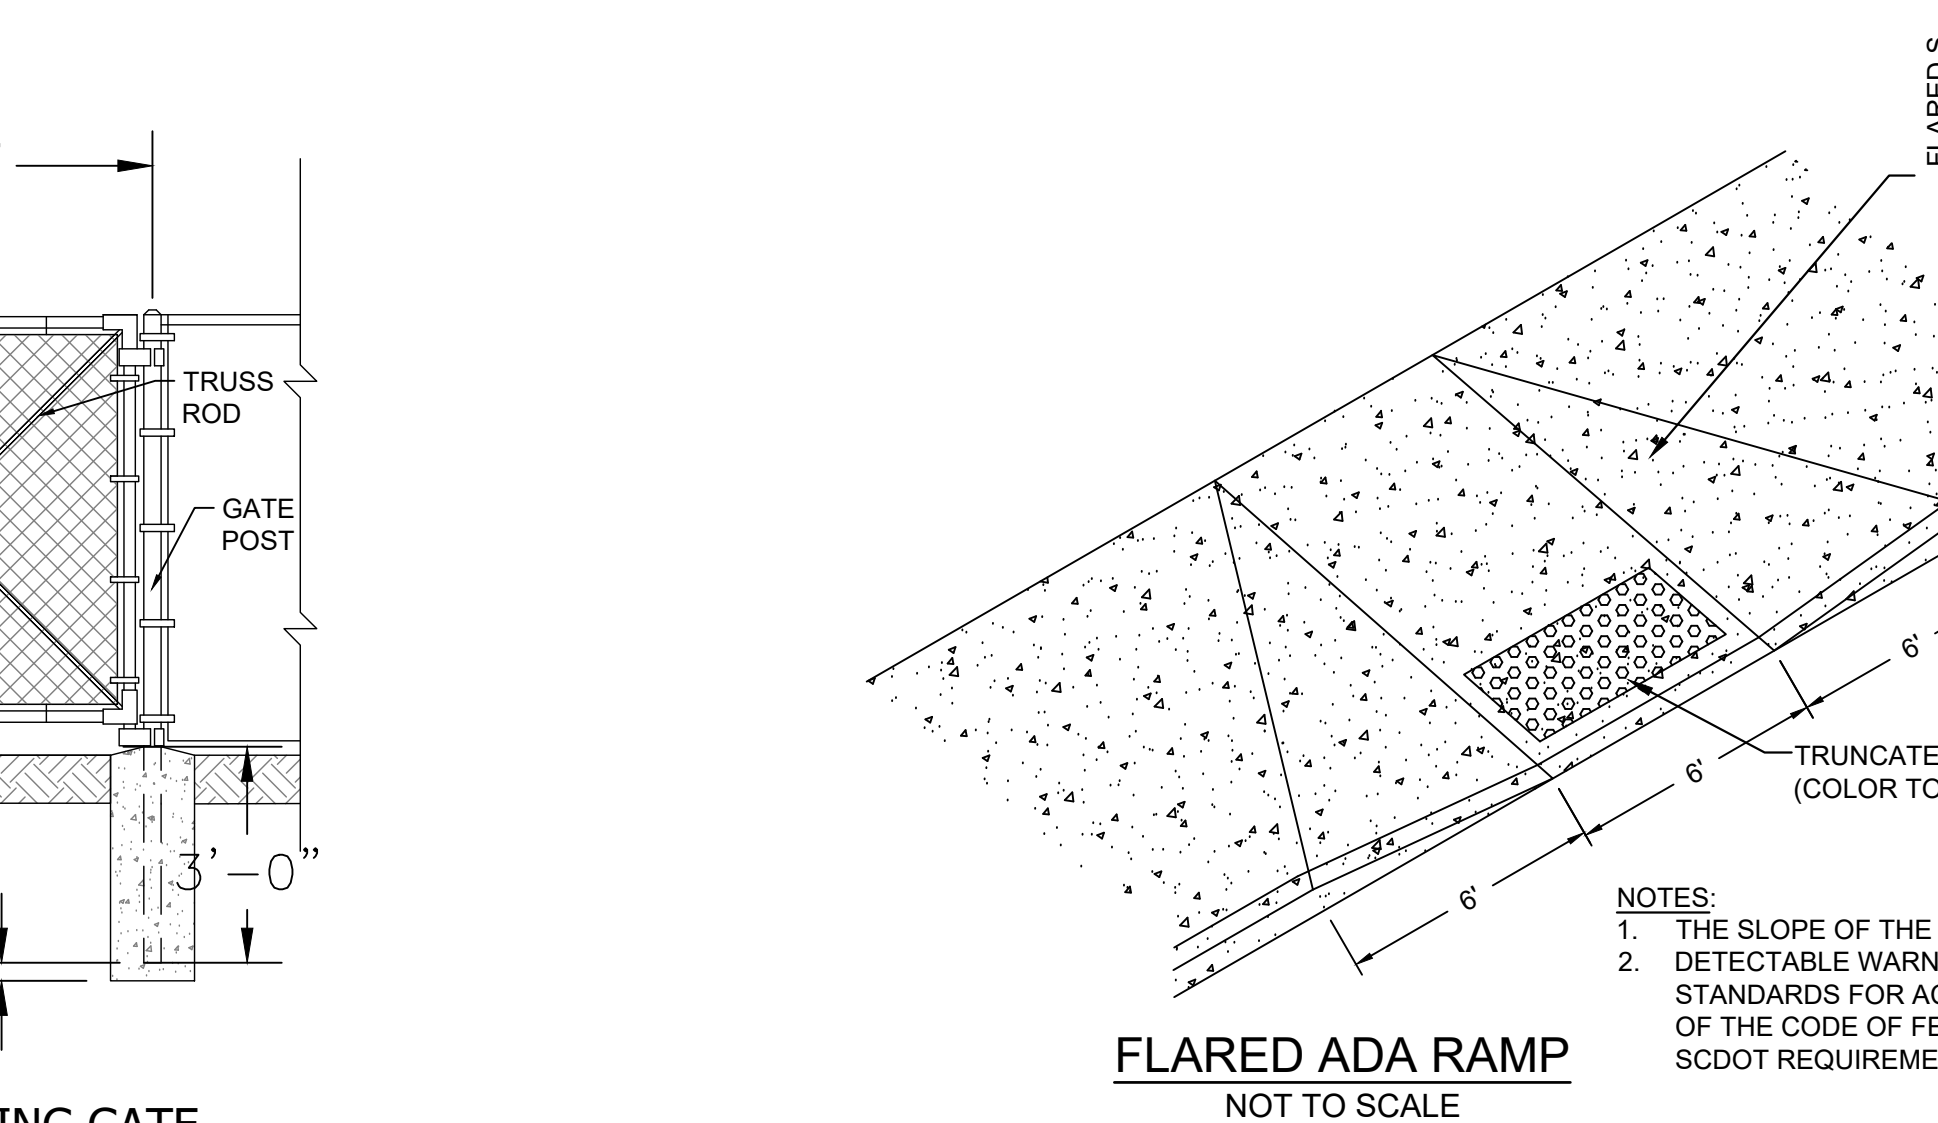 TRUSS
ROD
GATE
POST
3'-0"
6'
6'
6'
TRUNCATE
(COLOR TO
NOTES:
1. THE SLOPE OF THE
2. DETECTABLE WARN
STANDARDS FOR AC
OF THE CODE OF FE
SCDOT REQUIREME
FLARED S
FLARED ADA RAMP
NOT TO SCALE
ING GATE